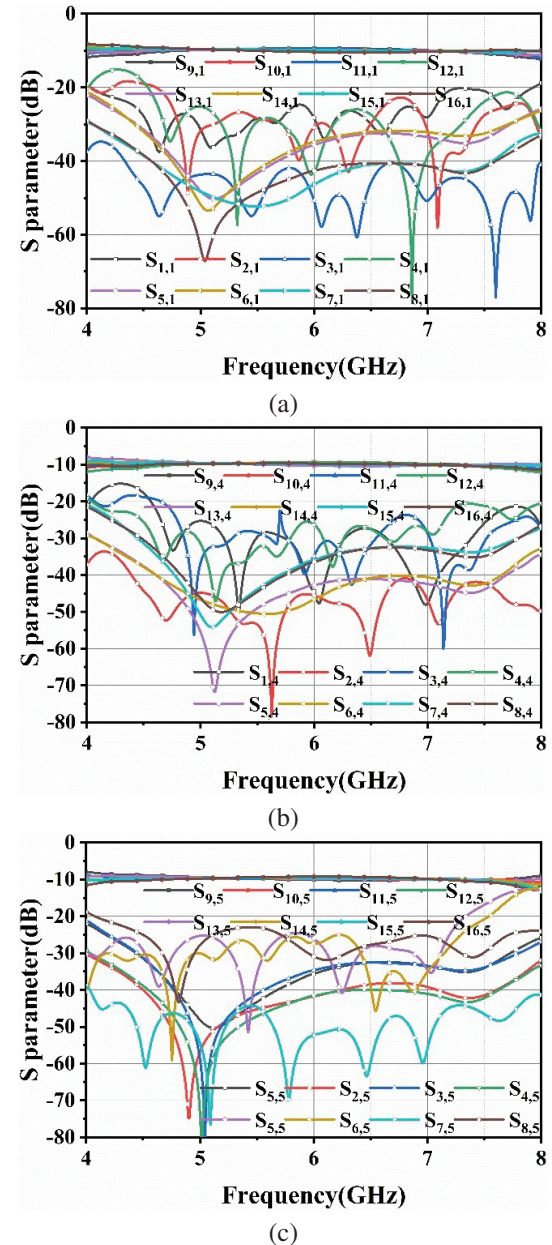 0
S9,1 S10,1 S11,1 S12,1
-20
S13,1 S14,1 S15,1 S16,1
S parameter(dB)
-40
-60
S1,1 S2,1 S3,1 S4,1
S5,1 S6,1 S7,1 S8,1
-80
4 5 6 7 8
Frequency(GHz)
(a)
0
-10
S9,4 S10,4 S11,4 S12,4
-20
S13,4 S14,4 S15,4 S16,4
-30
S parameter(dB)
-40
-50
-60
S1,4 S2,4 S3,4 S4,4
-70
S5,4 S6,4 S7,4 S8,4
-80
4 5 6 7 8
Frequency(GHz)
(b)
0
-10
S9,5 S10,5 S11,5 S12,5
-20
S13,5 S14,5 S15,5 S16,5
-30
S parameter(dB)
-40
-50
-60
S5,5 S2,5 S3,5 S4,5
-70
S5,5 S6,5 S7,5 S8,5
-80
4 5 6 7 8
Frequency(GHz)
(c)